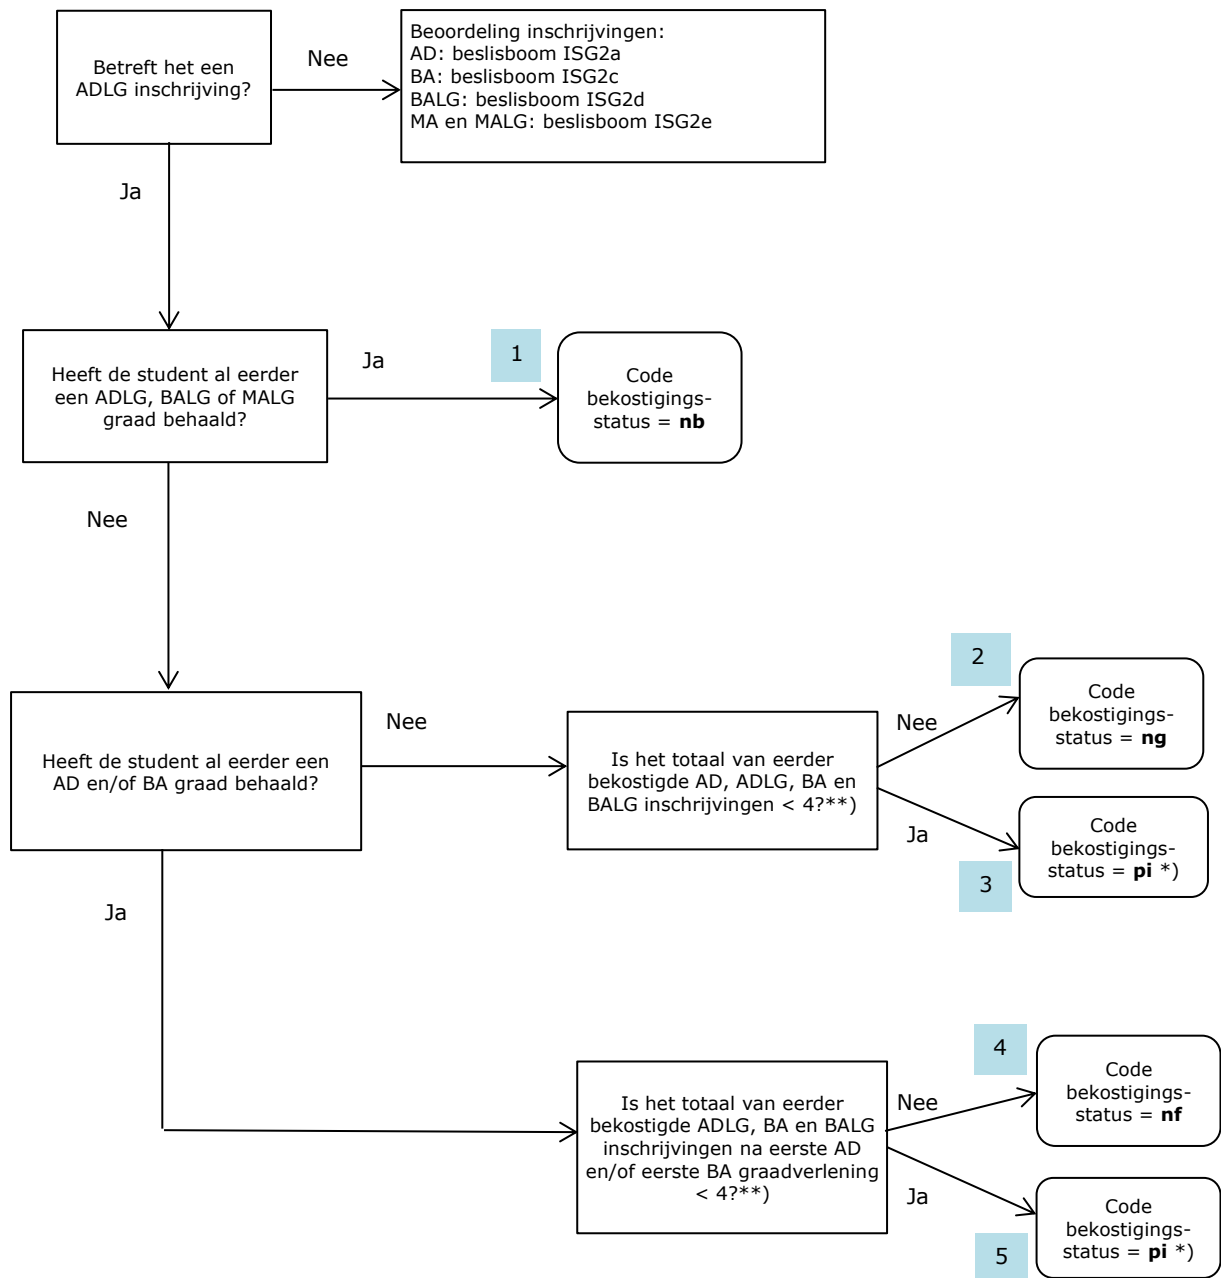 Betreft het een
ADLG inschrijving?
Nee
Beoordeling inschrijvingen:
AD: beslisboom ISG2a
BA: beslisboom ISG2c
BALG: beslisboom ISG2d
MA en MALG: beslisboom ISG2e
Ja
Heeft de student al eerder
een ADLG, BALG of MALG
graad behaald?
Ja
1
Code
bekostigings-
status = nb
Nee
Heeft de student al eerder een
AD en/of BA graad behaald?
Nee
Is het totaal van eerder
bekostigde AD, ADLG, BA en
BALG inschrijvingen < 4?**)
Nee
2
Code
bekostigings-
status = ng
Ja
3
Code
bekostigings-
status = pi *)
Ja
Is het totaal van eerder
bekostigde ADLG, BA en BALG
inschrijvingen na eerste AD
en/of eerste BA graadverlening
< 4?**)
Nee
4
Code
bekostigings-
status = nf
Ja
5
Code
bekostigings-
status = pi *)